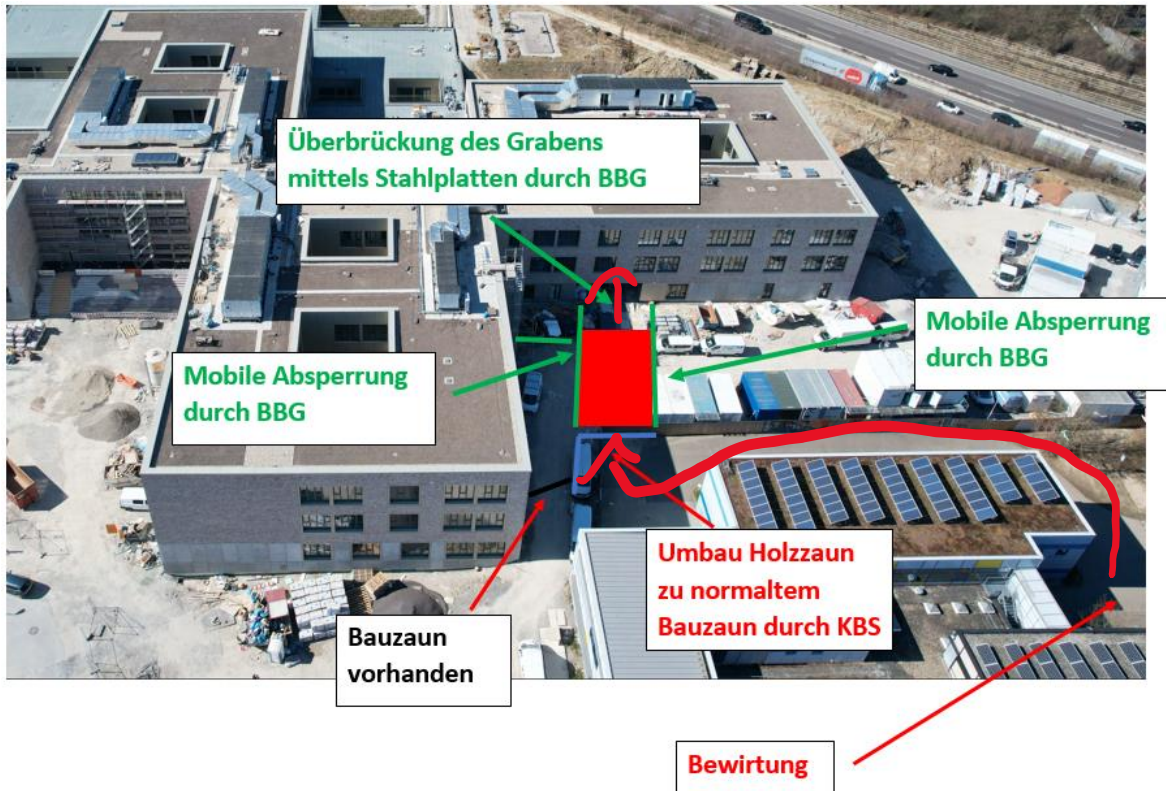 Überbrückung des Grabens
mittels Stahlplatten durch BBG
Mobile Absperrung
durch BBG
Mobile Absperrung
durch BBG
Umbau Holzzaun
zu normaltem
Bauzaun durch KBS
Bauzaun
vorhanden
Bewirtung